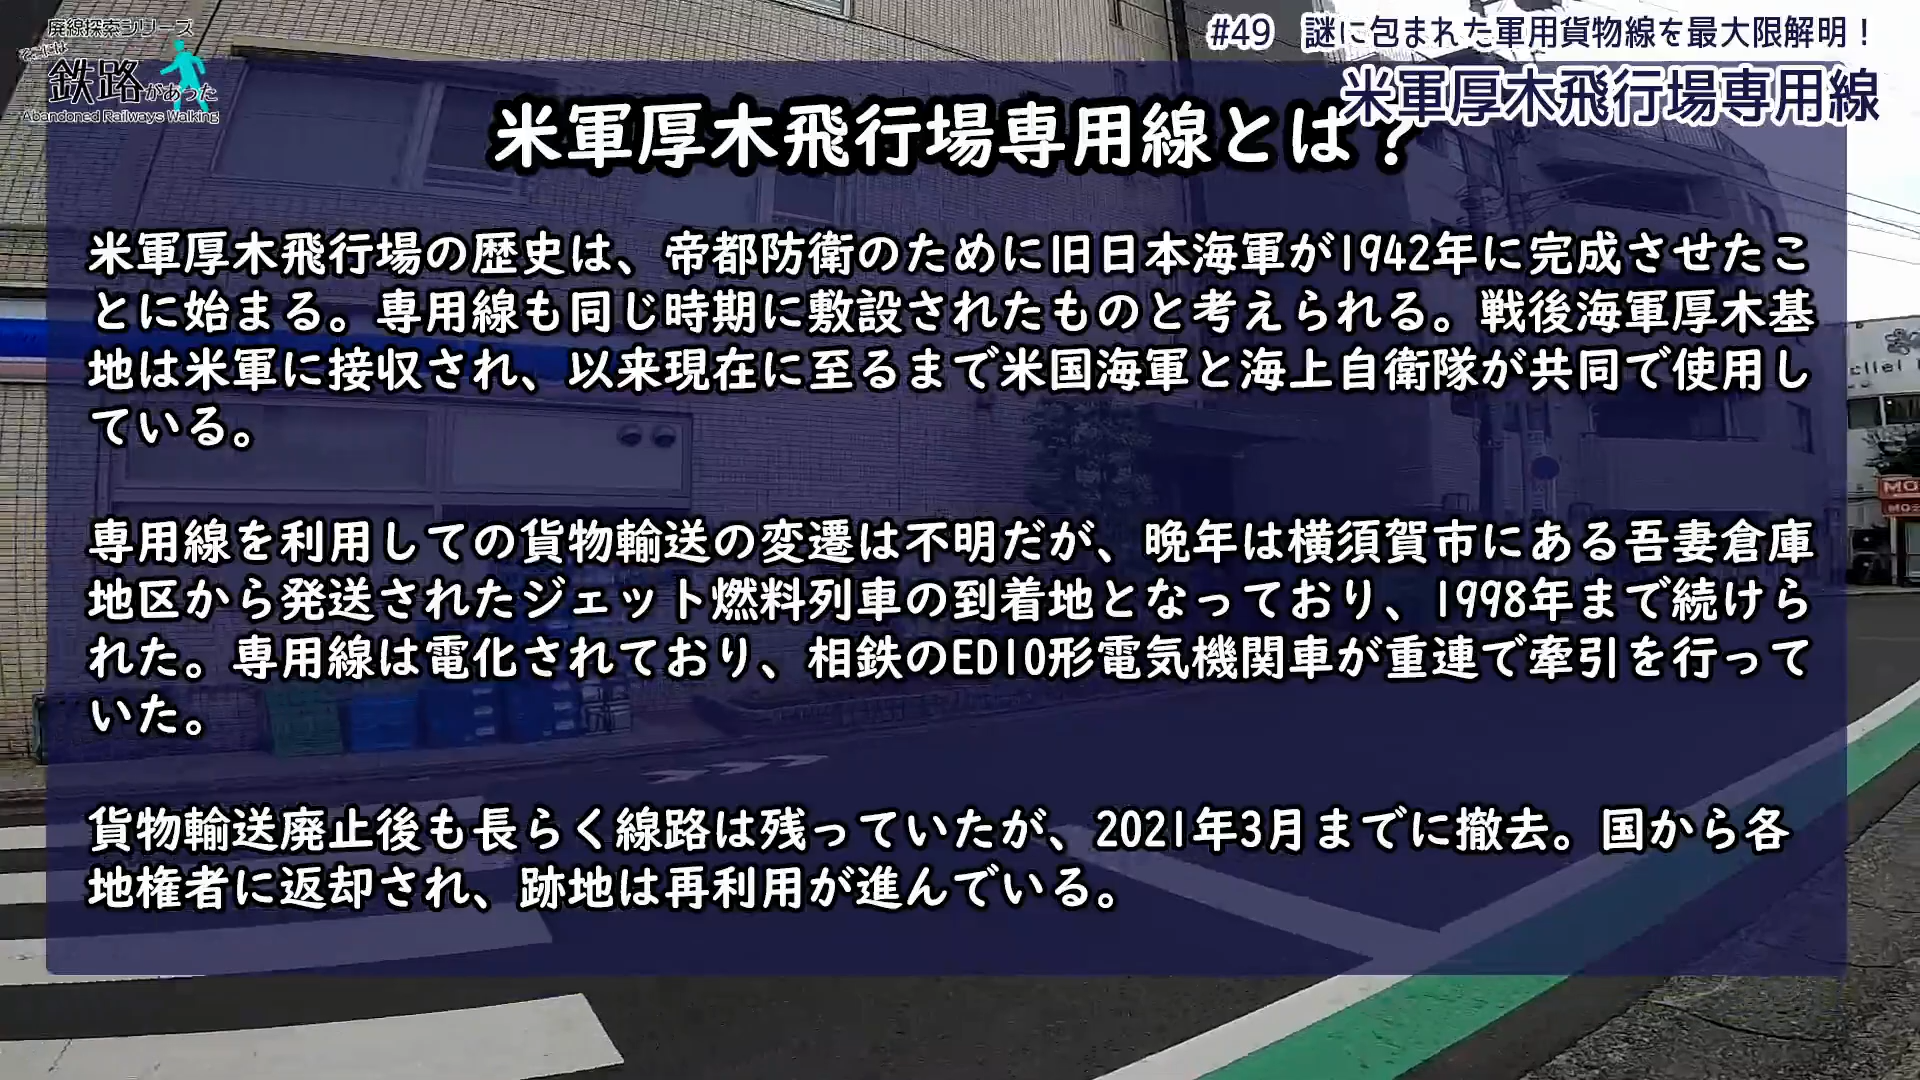 廃線探索シリーズ
そこには
鉄路があった
Abandoned Railways Walking
#49 謎に包まれた軍用貨物線を最大限解明！
米軍厚木飛行場専用線
米軍厚木飛行場専用線とは？
米軍厚木飛行場の歴史は、帝都防衛のために旧日本海軍が1942年に完成させたこ
とに始まる。専用線も同じ時期に敷設されたものと考えられる。戦後海軍厚木基
地は米軍に接収され、以来現在に至るまで米国海軍と海上自衛隊が共同で使用し
ている。
専用線を利用しての貨物輸送の変遷は不明だが、晩年は横須賀市にある吾妻倉庫
地区から発送されたジェット燃料列車の到着地となっており、1998年まで続けら
れた。専用線は電化されており、相鉄のED10形電気機関車が重連で牽引を行って
いた。
貨物輸送廃止後も長らく線路は残っていたが、2021年3月までに撤去。国から各
地権者に返却され、跡地は再利用が進んでいる。